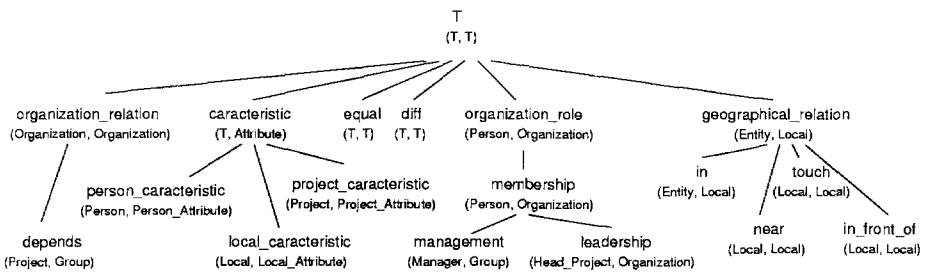 T
(T, T)
organization_relation caracteristic equal diff organization_role geographical_relation
(Organization, Organization) (T, Attribute) (T, T) (T, T) (Person, Organization) (Entity, Local)
in touch
person_caracteristic project_caracteristic membership (Entity, Local) (Local, Local)
(Person, Person_Attribute) (Project, Project_Attribute) (Person, Organization)
depends local_caracteristic management leadership near in_front_of
(Project, Group) (Local, Local_Attribute) (Manager, Group) (Head_Project, Organization) (Local, Local) (Local, Local)